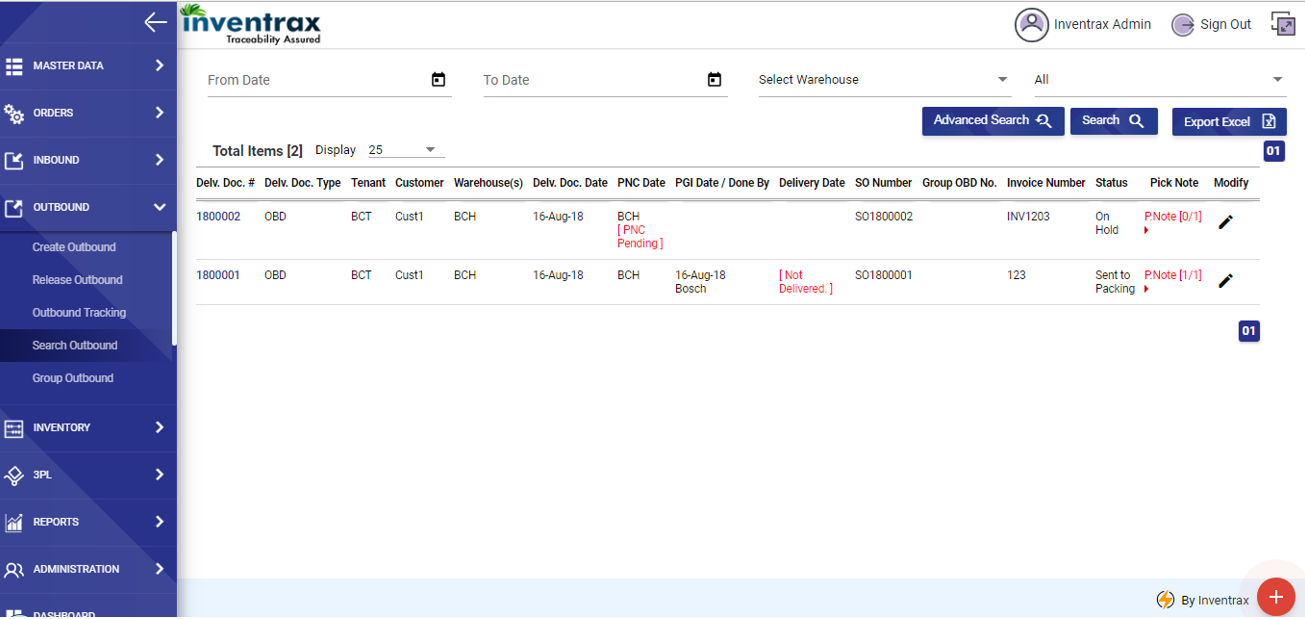 inventrax
Traceability Assured
Inventrax Admin
Sign Out
MASTER DATA
ORDERS
INBOUND
OUTBOUND
Create Outbound
Release Outbound
Outbound Tracking
Search Outbound
Group Outbound
INVENTORY
3PL
REPORTS
ADMINISTRATION
DASHBOARD
From Date To Date Select Warehouse All
Advanced Search Search Export Excel
Total Items [2] Display 25
01
Delv. Doc. # Delv. Doc. Type Tenant Customer Warehouse(s) Delv. Doc. Date PNC Date PGI Date / Done By Delivery Date SO Number Group OBD No. Invoice Number Status Pick Note Modify
1800002 OBD BCT Cust1 BCH 16-Aug-18 BCH SO1800002 INV1203 On P.Note [0/1]
[ PNC Hold
Pending ]
1800001 OBD BCT Cust1 BCH 16-Aug-18 BCH 16-Aug-18 [ Not SO1800001 123 Sent to P.Note [1/1]
Bosch Delivered. ] Packing
01
By Inventrax